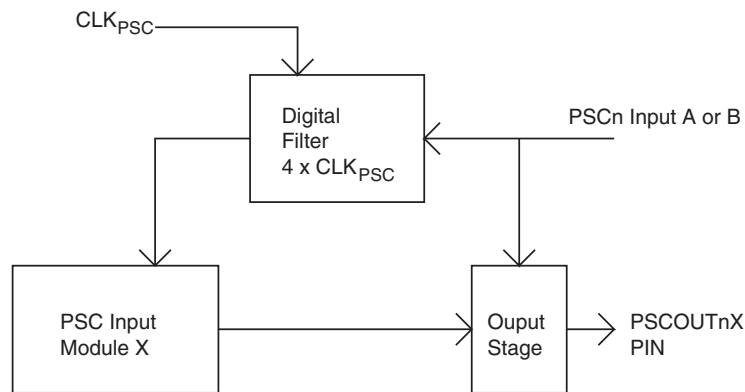 CLKPSC
Digital
Filter
4 x CLKPSC
PSCn Input A or B
PSC Input
Module X
Ouput
Stage
PSCOUTnX
PIN